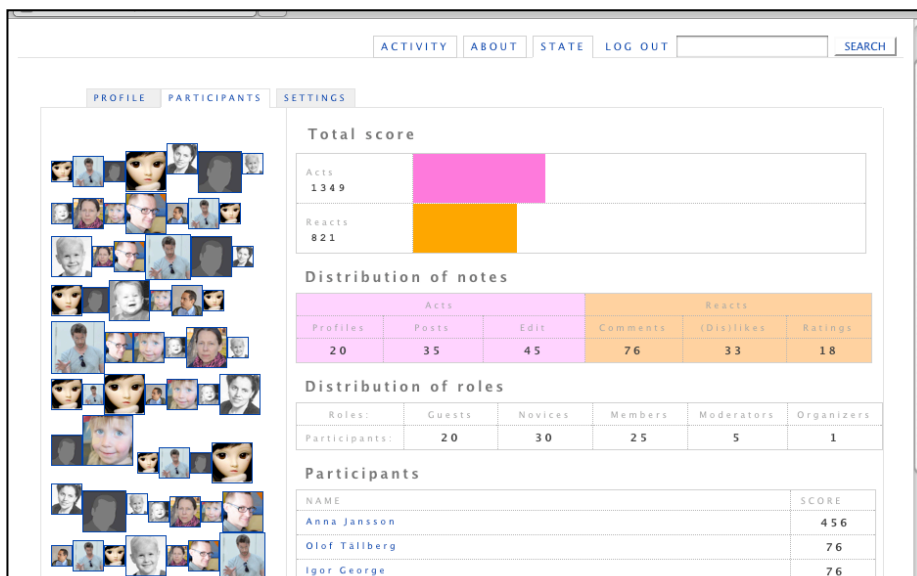 ACTIVITY ABOUT STATE LOG OUT SEARCH
PROFILE PARTICIPANTS SETTINGS
Total score
Acts
1349
Reacts
821
Distribution of notes
Acts Reacts
Profiles Posts Edit Comments (Dis)likes Ratings
20 35 45 76 33 18
Distribution of roles
Roles: Guests Novices Members Moderators Organizers
Participants: 20 30 25 5 1
Participants
NAME SCORE
Anna Jansson 456
Olof Tällberg 76
Igor George 76